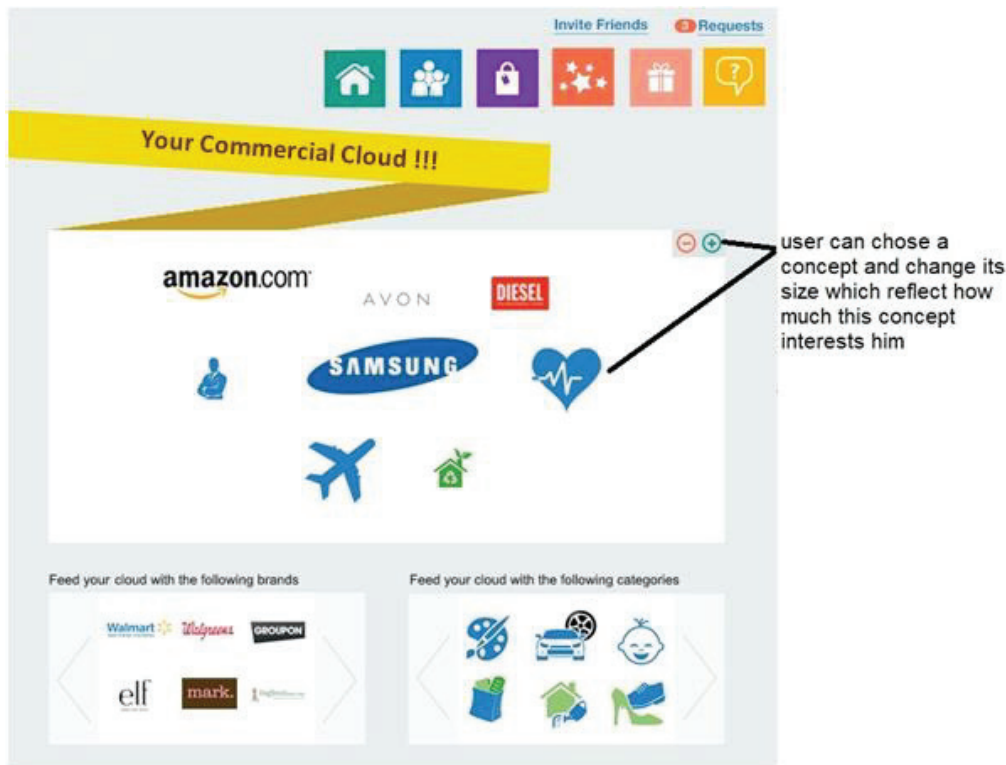 Invite Friends
3 Requests
?
Your Commercial Cloud !!!
amazon.com
AVON
DIESEL
SAMSUNG
user can chose a
concept and change its
size which reflect how
much this concept
interests him
Feed your cloud with the following brands
Feed your cloud with the following categories
Walmart
Walgreens
GROUPON
elf
mark.